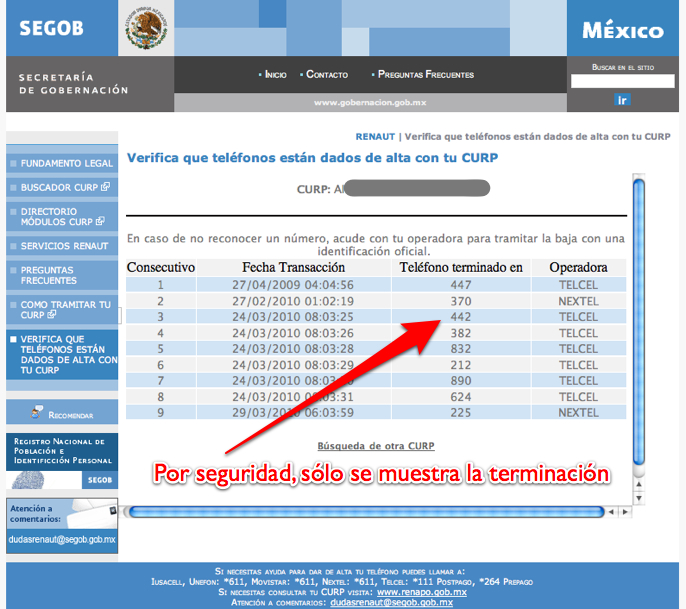 SEGOB
MÉXICO
SECRETARÍA
DE GOBERNACIÓN
INICIO
CONTACTO
PREGUNTAS FRECUENTES
BUSCAR EN EL SITIO
www.gobernacion.gob.mx
ir
RENAUT | Verifica que teléfonos están dados de alta con tu CURP
FUNDAMENTO LEGAL
BUSCADOR CURP
DIRECTORIO
MÓDULOS CURP
SERVICIOS RENAUT
PREGUNTAS
FRECUENTES
COMO TRAMITAR TU
CURP
VERIFICA QUE
TELÉFONOS ESTÁN
DADOS DE ALTA CON
TU CURP
RECOMENDAR
REGISTRO NACIONAL DE
POBLACIÓN E
IDENTIFICCIÓN PERSONAL
SEGOB
Atención a
comentarios:
dudasrenaut@segob.gob.mx
Verifica que teléfonos están dados de alta con tu CURP
CURP:
En caso de no reconocer un número, acude con tu operadora para tramitar la baja con una
identificación oficial.
Consecutivo Fecha Transacción Teléfono terminado en Operadora
1 27/04/2009 04:04:56 447 TELCEL
2 27/02/2010 01:02:19 370 NEXTEL
3 24/03/2010 08:03:25 442 TELCEL
4 24/03/2010 08:03:26 382 TELCEL
5 24/03/2010 08:03:28 832 TELCEL
6 24/03/2010 08:03:29 212 TELCEL
7 24/03/2010 890 TELCEL
8 24/03/2010 08:03:31 624 TELCEL
9 29/03/2010 06:03:59 225 NEXTEL
Búsqueda de otra CURP
Por seguridad, sólo se muestra la terminación
SI NECESITAS AYUDA PARA DAR DE ALTA TU TELÉFONO PUEDES LLAMAR A:
IUSACELL, UNEFON: *611, MOVISTAR: *611, NEXTEL: *611, TELCEL: *111 POSTPAGO, *264 PREPAGO
SI NECESITAS CONSULTAR TU CURP VISITA: www.renapo.gob.mx
ATENCIÓN A COMENTARIOS: dudasrenaut@segob.gob.mx